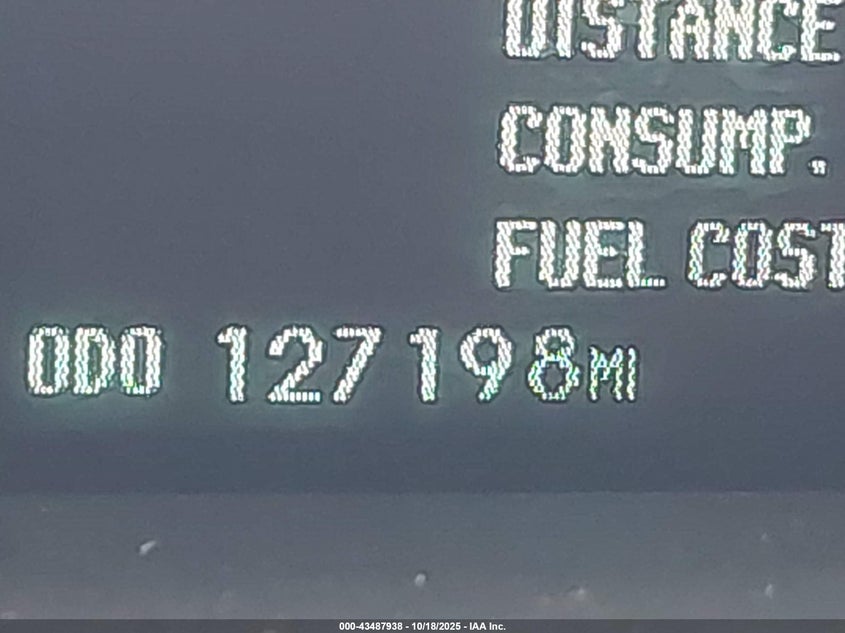 DISTANCE
CONSUMP.
FUEL COST
ODO 127198MI
000-43487938 - 10/18/2025 - IAA Inc.